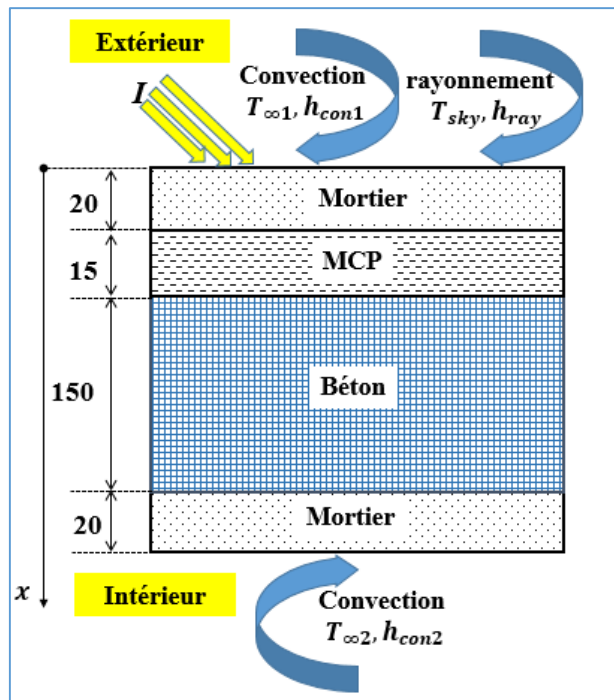 Extérieur
I
Convection
T∞1, hcon1
rayonnement
Tsky, hray
20
Mortier
15
MCP
150
Béton
20
Mortier
x
Intérieur
Convection
T∞2, hcon2